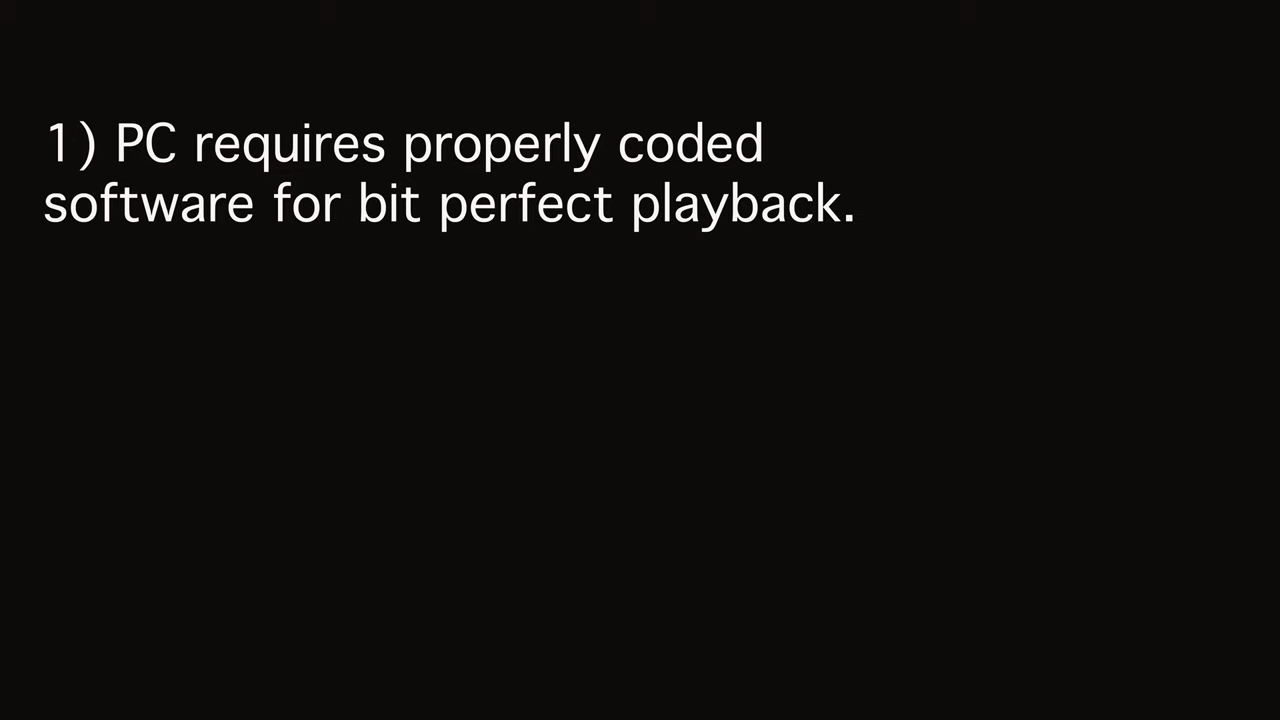 1) PC requires properly coded
software for bit perfect playback.